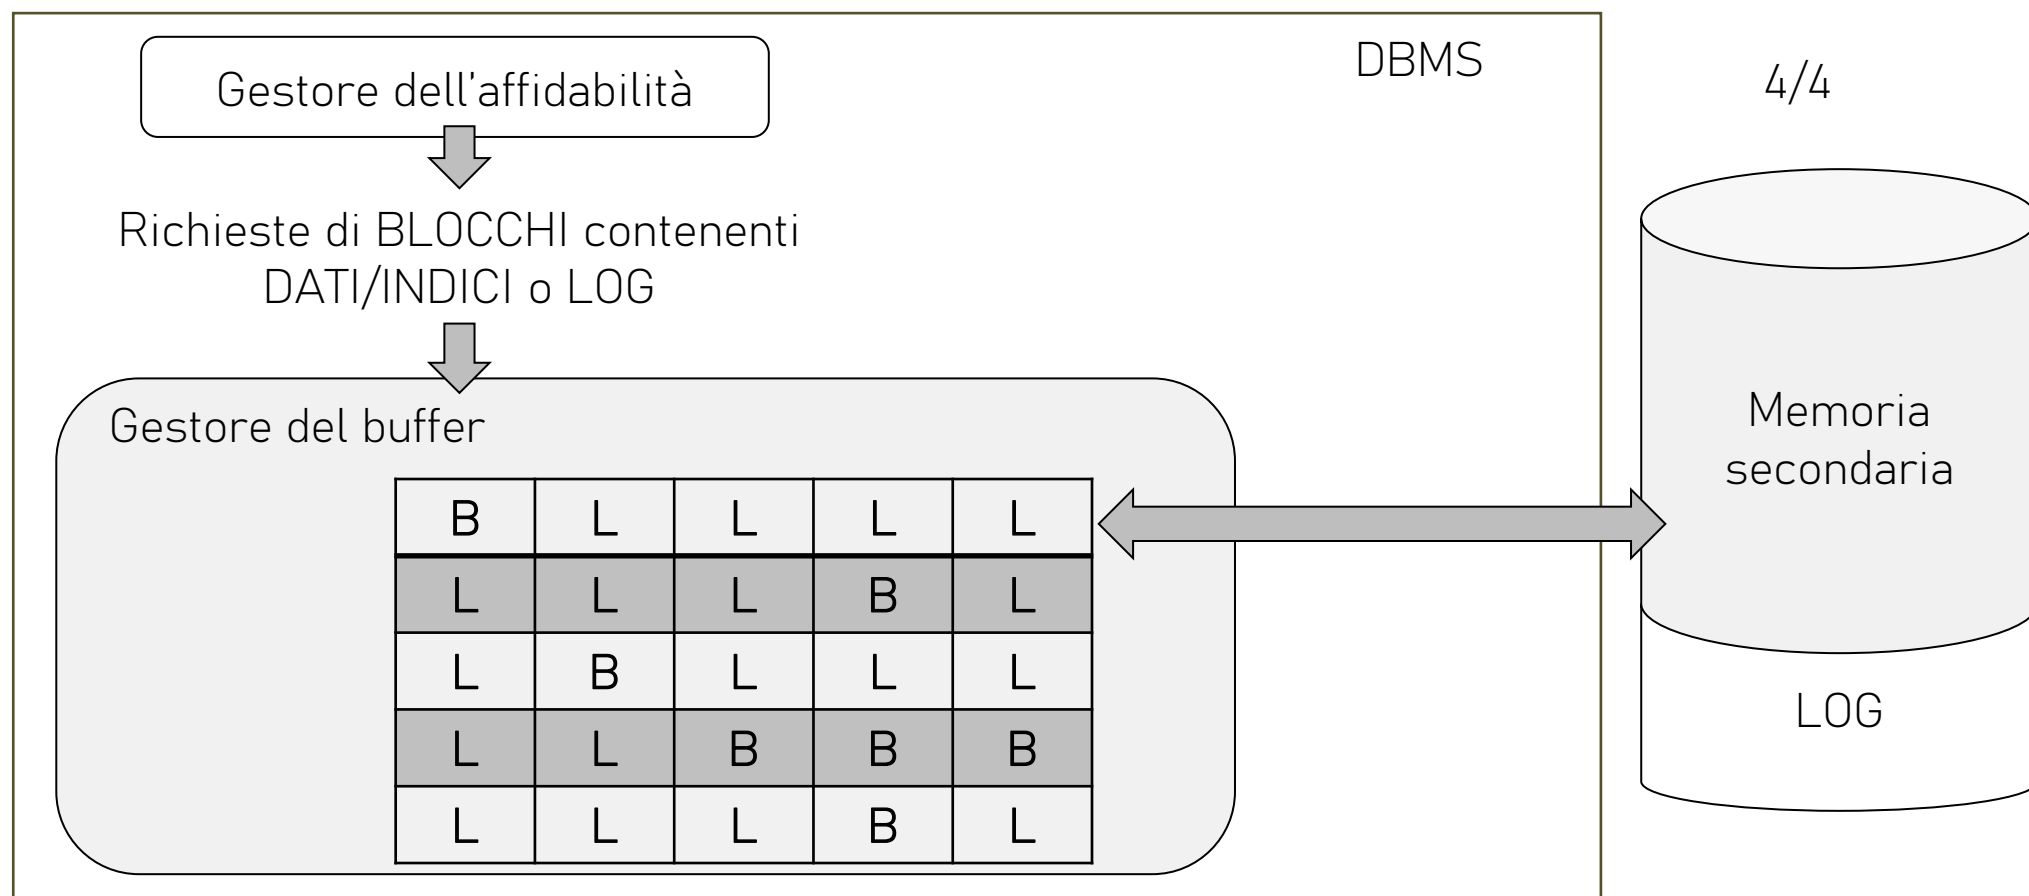 DBMS
4/4
Gestore dell'affidabilità
Richieste di BLOCCHI contenenti
DATI/INDICI o LOG
Gestore del buffer
B L L L L
L L L B L
L B L L L
L L B B B
L L L B L
Memoria
secondaria
LOG